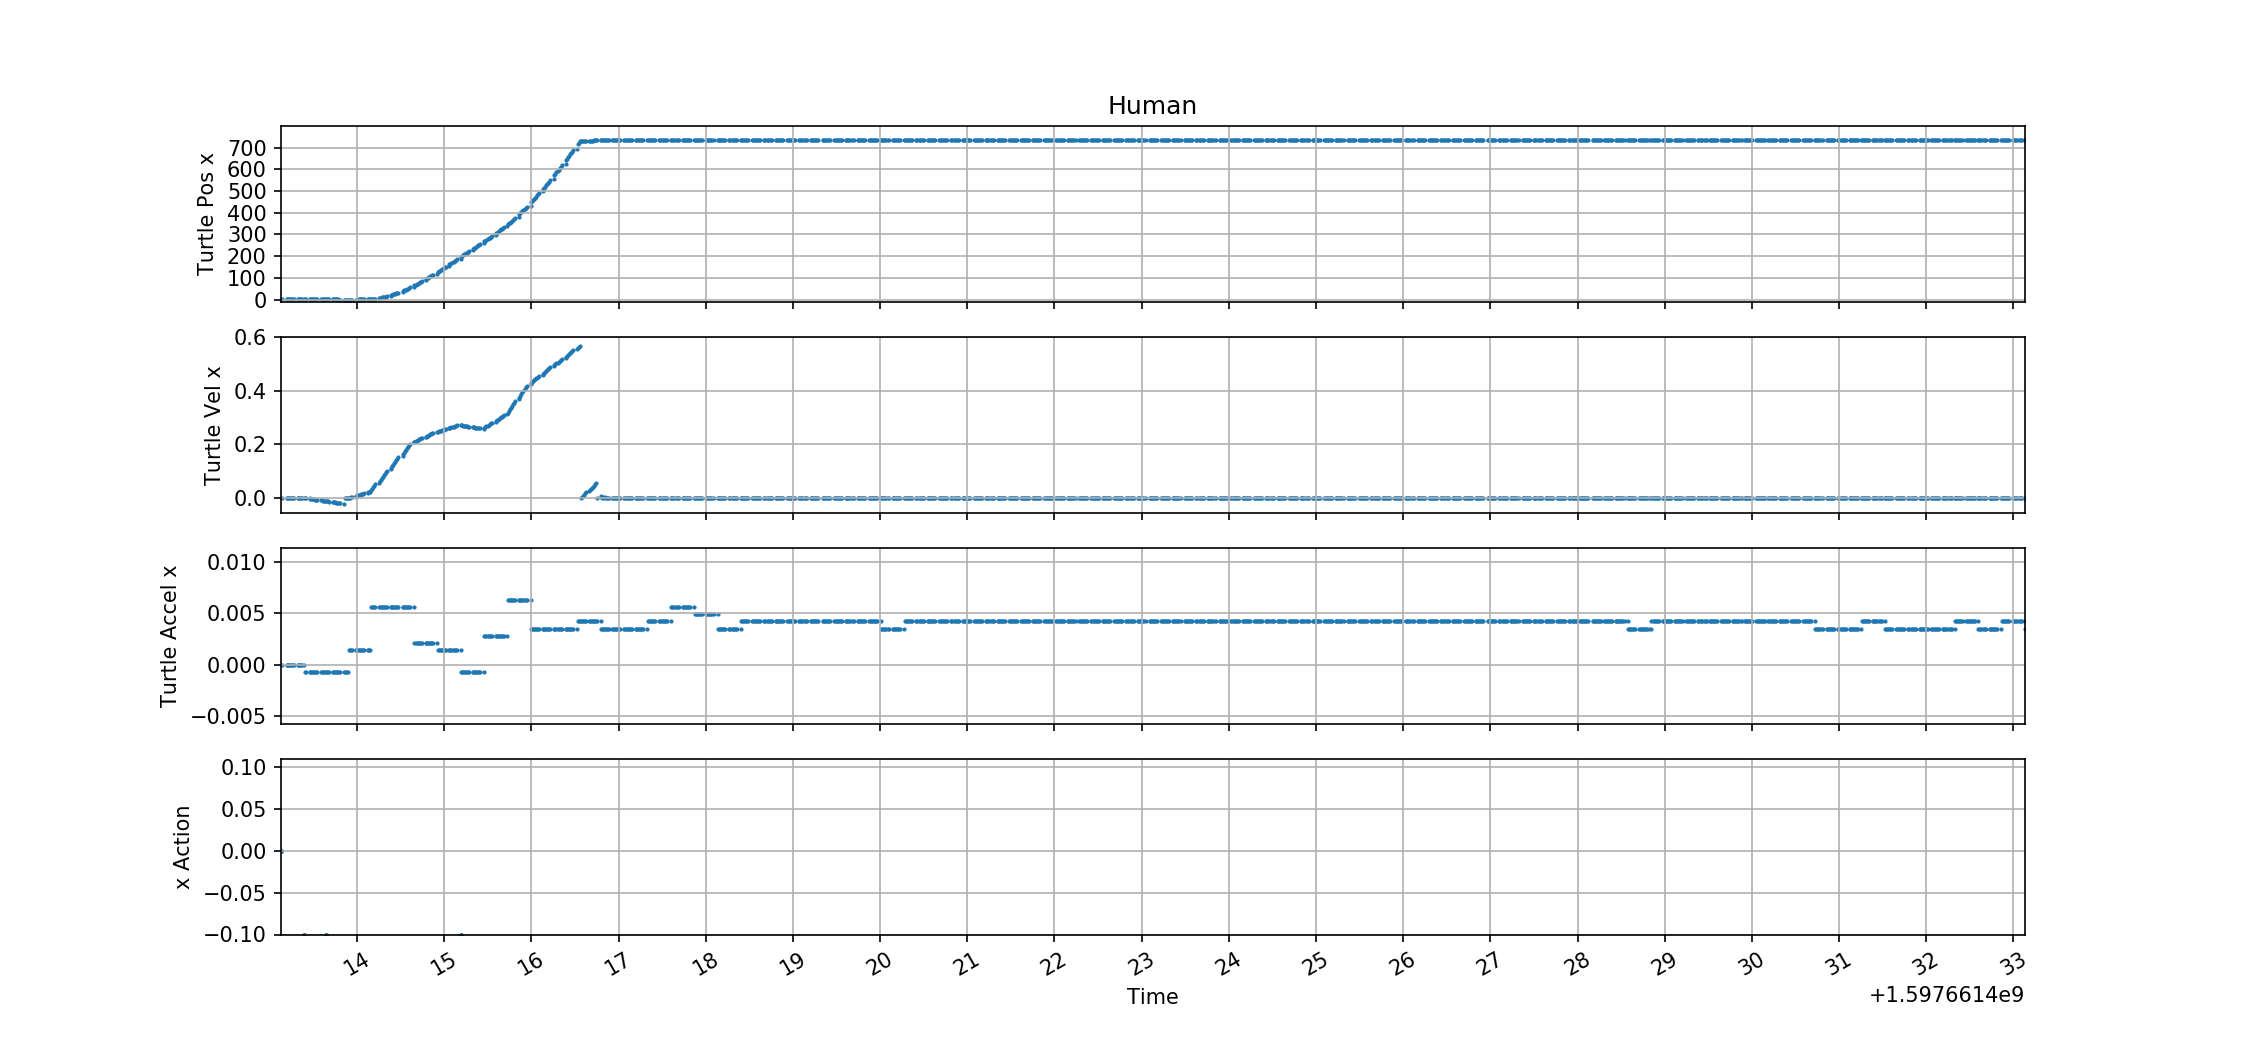 Human
Turtle Pos x
700
600
500
400
300
200
100
0
Turtle Vel x
0.6
0.4
0.2
0.0
Turtle Accel x
0.010
0.005
0.000
−0.005
x Action
0.10
0.05
0.00
−0.05
−0.10
14 15 16 17 18 19 20 21 22 23 24 25 26 27 28 29 30 31 32 33
Time
+1.5976614e9